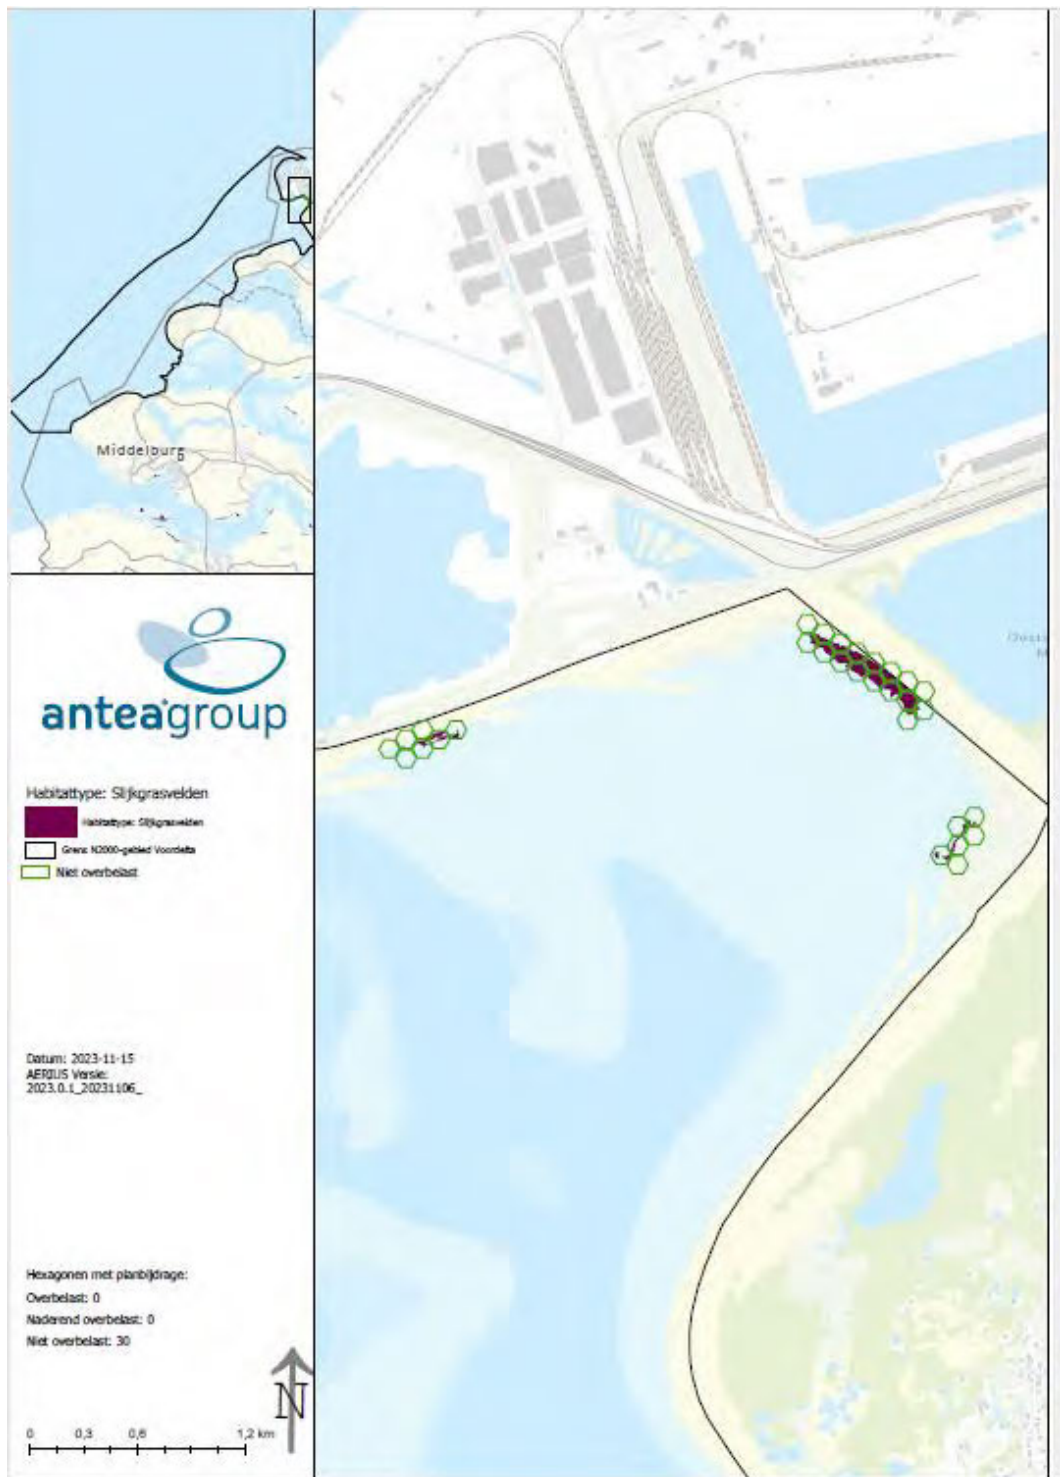 Middelburg
anteagroup
Habitattype: Slijkgrasvelden
Habitattype: Slijkgrasvelden
Grens N2000-gebied Voordelta
Niet overbelast
Datum: 2023-11-15
AERIUS Versie:
2023.0.1_20231106_
Hexagonen met planbijdrage:
Overbelast: 0
Naderend overbelast: 0
Niet overbelast: 30
N
0 0,3 0,6 1,2 km